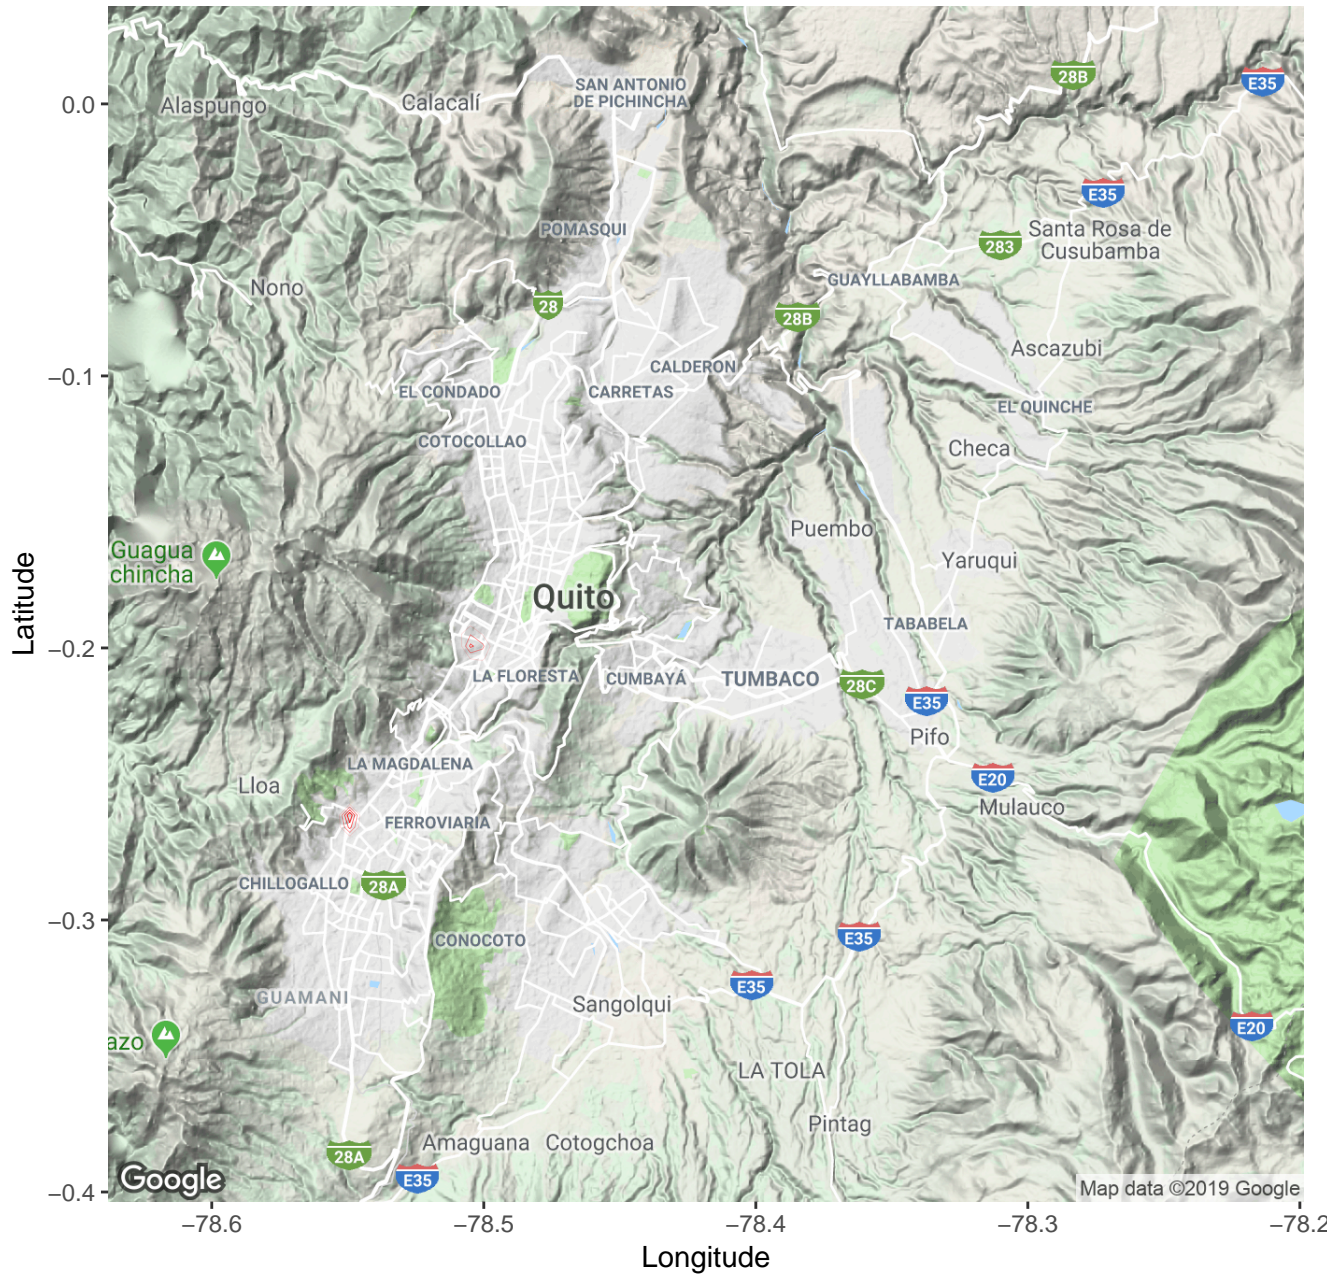 28B
E35
SAN ANTONIO
DE PICHINCHA
Alaspungo
Calacalí
0.0
E35
POMASQUI
283
Santa Rosa de
Cusubamba
GUAYLLABAMBA
Nono
28
28B
Ascazubi
CALDERON
−0.1
EL CONDADO
CARRETAS
EL QUINCHE
COTOCOLLAO
Checa
Puembo
Guagua
chincha
Yaruqui
Quito
TABABELA
−0.2
LA FLORESTA
CUMBAYÁ
TUMBACO
28C
E35
Pifo
LA MAGDALENA
E20
Lloa
Mulauco
FERROVIARIA
CHILLOGALLO
28A
−0.3
CONOCOTO
E35
E35
GUAMANI
Sangolqui
E20
azo
LA TOLA
Pintag
Amaguana
Cotogchoa
28A
E35
Google
Map data ©2019 Google
−0.4
−78.6
−78.5
−78.4
−78.3
−78.2
Longitude
Latitude